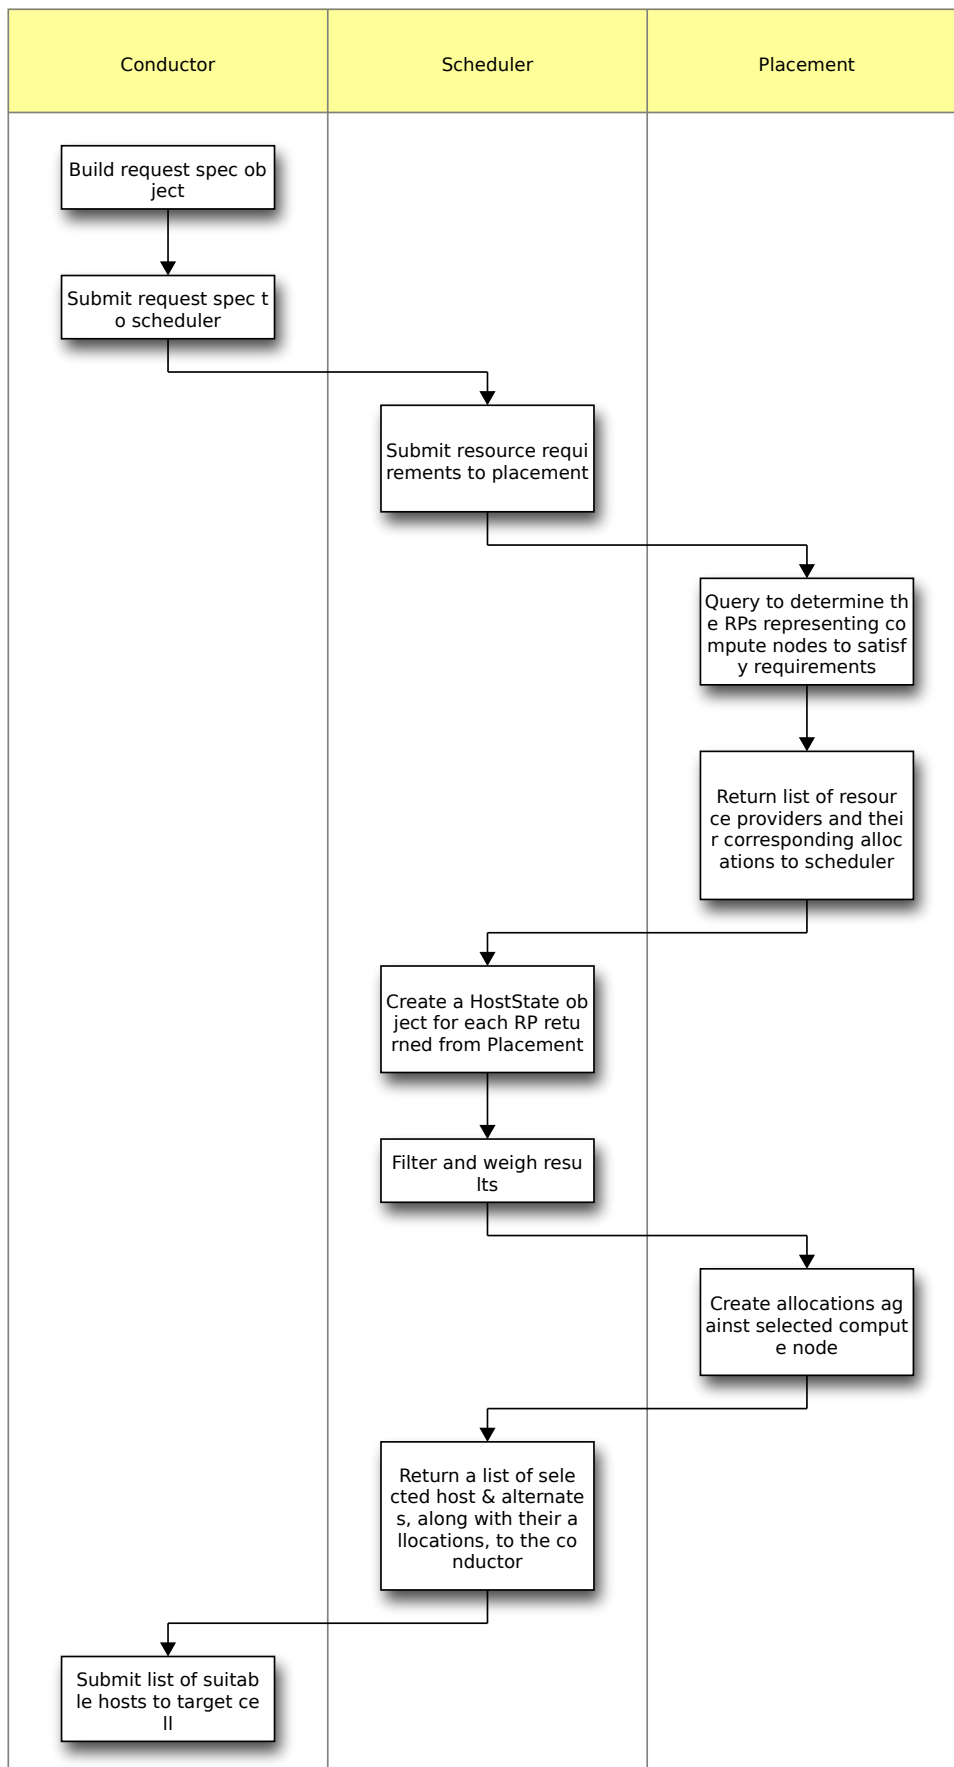 Conductor
Scheduler
Placement
Build request spec ob
ject
Submit request spec t
o scheduler
Submit resource requi
rements to placement
Query to determine th
e RPs representing co
mpute nodes to satisf
y requirements
Return list of resour
ce providers and thei
r corresponding alloc
ations to scheduler
Create a HostState ob
ject for each RP retu
rned from Placement
Filter and weigh resu
lts
Create allocations ag
ainst selected comput
e node
Return a list of sele
cted host & alternate
s, along with their a
llocations, to the co
nductor
Submit list of suitab
le hosts to target ce
ll